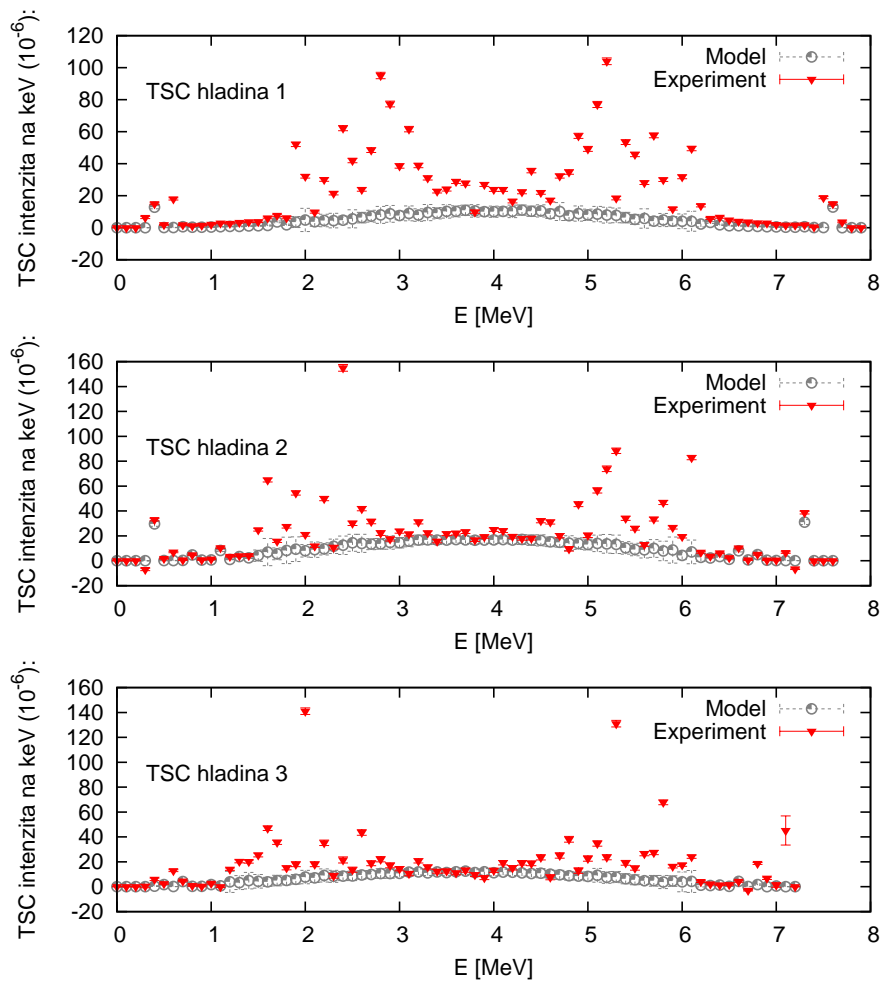 TSC intenzita na keV (10⁻⁶):
120
100
80
60
40
20
0
-20
TSC hladina 1
Model
Experiment
0 1 2 3 4 5 6 7 8
E [MeV]
TSC intenzita na keV (10⁻⁶):
160
140
120
100
80
60
40
20
0
-20
TSC hladina 2
Model
Experiment
0 1 2 3 4 5 6 7 8
E [MeV]
TSC intenzita na keV (10⁻⁶):
160
140
120
100
80
60
40
20
0
-20
TSC hladina 3
Model
Experiment
0 1 2 3 4 5 6 7 8
E [MeV]